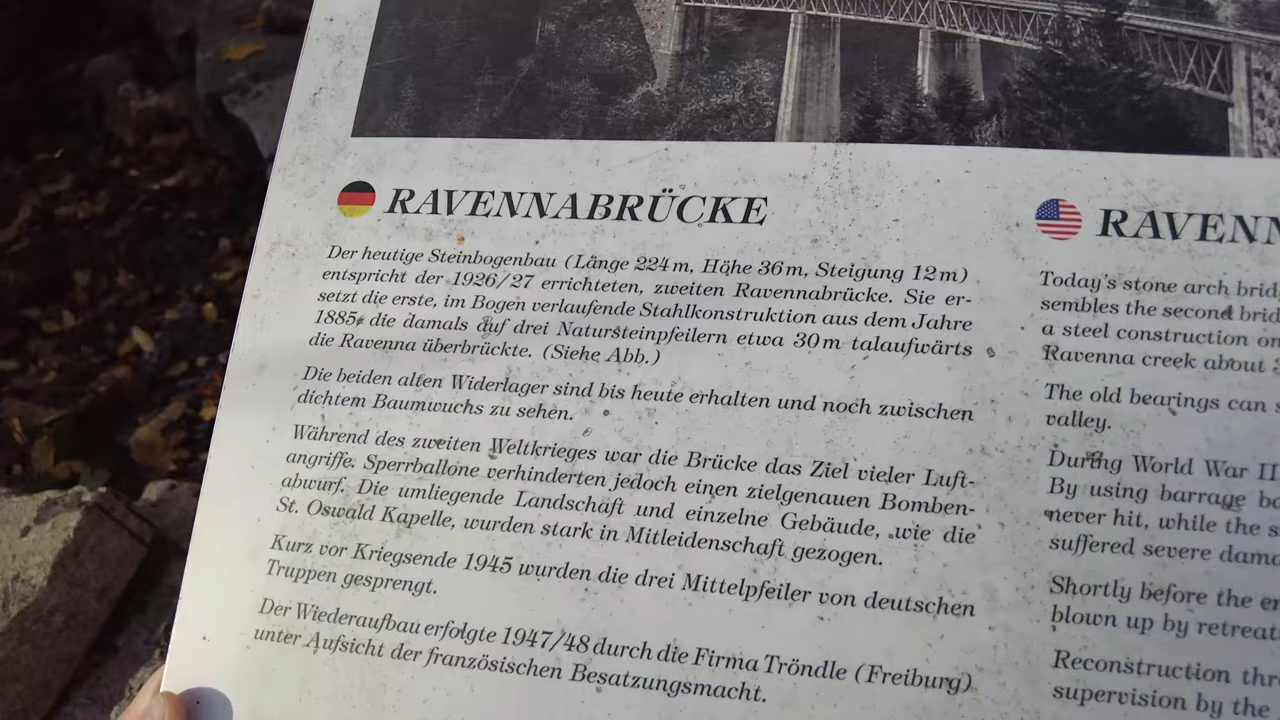 RAVENNABRÜCKE
Der heutige Steinbogenbau (Länge 224 m, Höhe 36 m, Steigung 12 m)
entspricht der 1926/27 errichteten, zweiten Ravennabrücke. Sie er-
setzt die erste, im Bogen verlaufende Stahlkonstruktion aus dem Jahre
1885, die damals auf drei Natursteinpfeilern etwa 30 m talaufwärts
die Ravenna überbrückte. (Siehe Abb.)
Die beiden alten Widerlager sind bis heute erhalten und noch zwischen
dichtem Baumwuchs zu sehen.
Während des zweiten Weltkrieges war die Brücke das Ziel vieler Luft-
angriffe. Sperrballone verhinderten jedoch einen zielgenauen Bomben-
abwurf. Die umliegende Landschaft und einzelne Gebäude, wie die
St. Oswald Kapelle, wurden stark in Mitleidenschaft gezogen.
Kurz vor Kriegsende 1945 wurden die drei Mittelpfeiler von deutschen
Truppen gesprengt.
Der Wiederaufbau erfolgte 1947/48 durch die Firma Tröndle (Freiburg)
unter Aufsicht der französischen Besatzungsmacht.
RAVENN
Today's stone arch brid
sembles the second brid
a steel construction on
Ravenna creek about
The old bearings can
valley.
During World War II
By using barrage
never hit, while the s
suffered severe dama
Shortly before the
blown up by retreat
Reconstruction
supervision by the